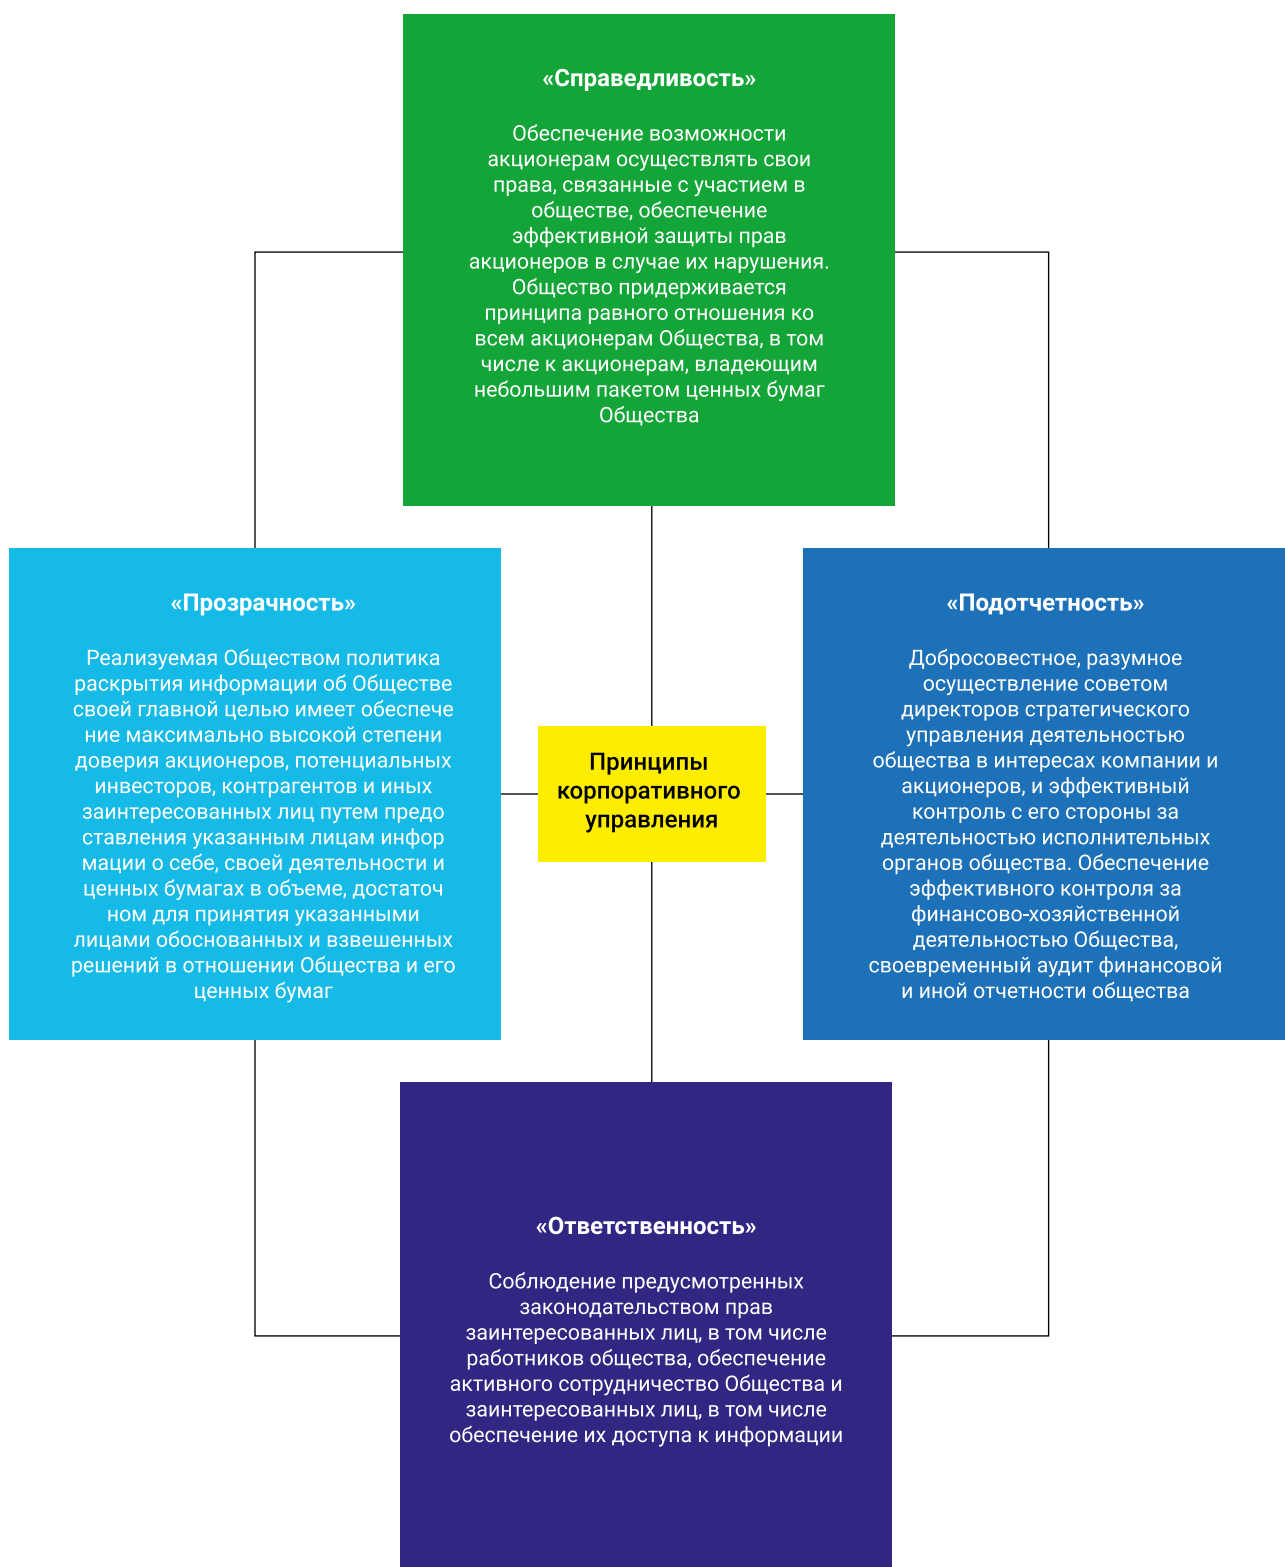 «Справедливость»
Обеспечение возможности
акционерам осуществлять свои
права, связанные с участием в
обществе, обеспечение
эффективной защиты прав
акционеров в случае их нарушения.
Общество придерживается
принципа равного отношения ко
всем акционерам Общества, в том
числе к акционерам, владеющим
небольшим пакетом ценных бумаг
Общества
«Прозрачность»
Реализуемая Обществом политика
раскрытия информации об Обществе
своей главной целью имеет обеспече
ние максимально высокой степени
доверия акционеров, потенциальных
инвесторов, контрагентов и иных
заинтересованных лиц путем предо
ставления указанным лицам инфор
мации о себе, своей деятельности и
ценных бумагах в объеме, достаточ
ном для принятия указанными
лицами обоснованных и взвешенных
решений в отношении Общества и его
ценных бумаг
Принципы
корпоративного
управления
«Подотчетность»
Добросовестное, разумное
осуществление советом
директоров стратегического
управления деятельностью
общества в интересах компании и
акционеров, и эффективный
контроль с его стороны за
деятельностью исполнительных
органов общества. Обеспечение
эффективного контроля за
финансово-хозяйственной
деятельностью Общества,
своевременный аудит финансовой
и иной отчетности общества
«Ответственность»
Соблюдение предусмотренных
законодательством прав
заинтересованных лиц, в том числе
работников общества, обеспечение
активного сотрудничество Общества и
заинтересованных лиц, в том числе
обеспечение их доступа к информации